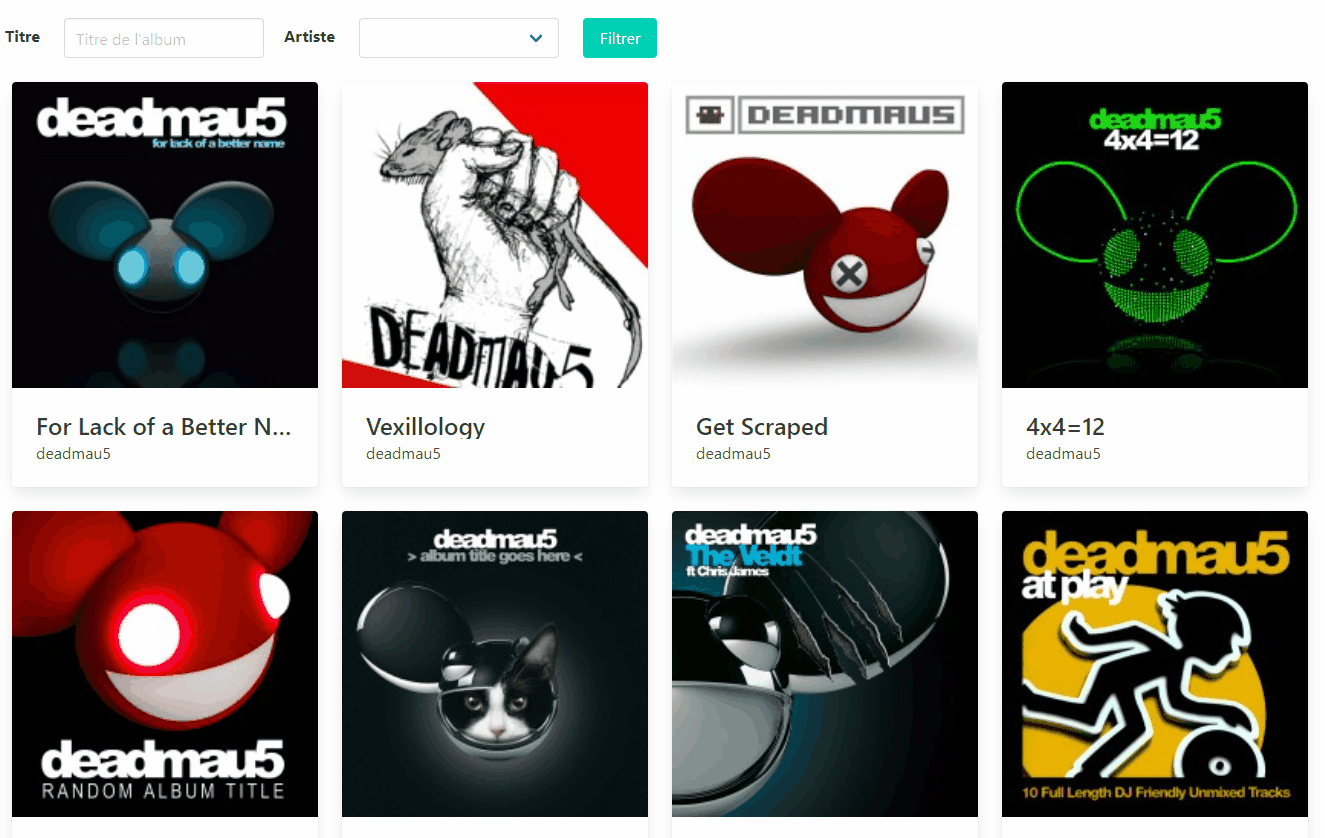 Titre Titre de l'album Artiste Filtrer
deadmau5
for lack of a better name
DEADMAU5
DEADMAU5
deadmau5
4x4=12
For Lack of a Better N...
deadmau5
Vexillology
deadmau5
Get Scraped
deadmau5
4x4=12
deadmau5
deadmau5
RANDOM ALBUM TITLE
deadmau5
> album title goes here <
deadmau5
The Veldt
ft Chris James
deadmau5
at play
10 Full Length DJ Friendly Unmixed Tracks